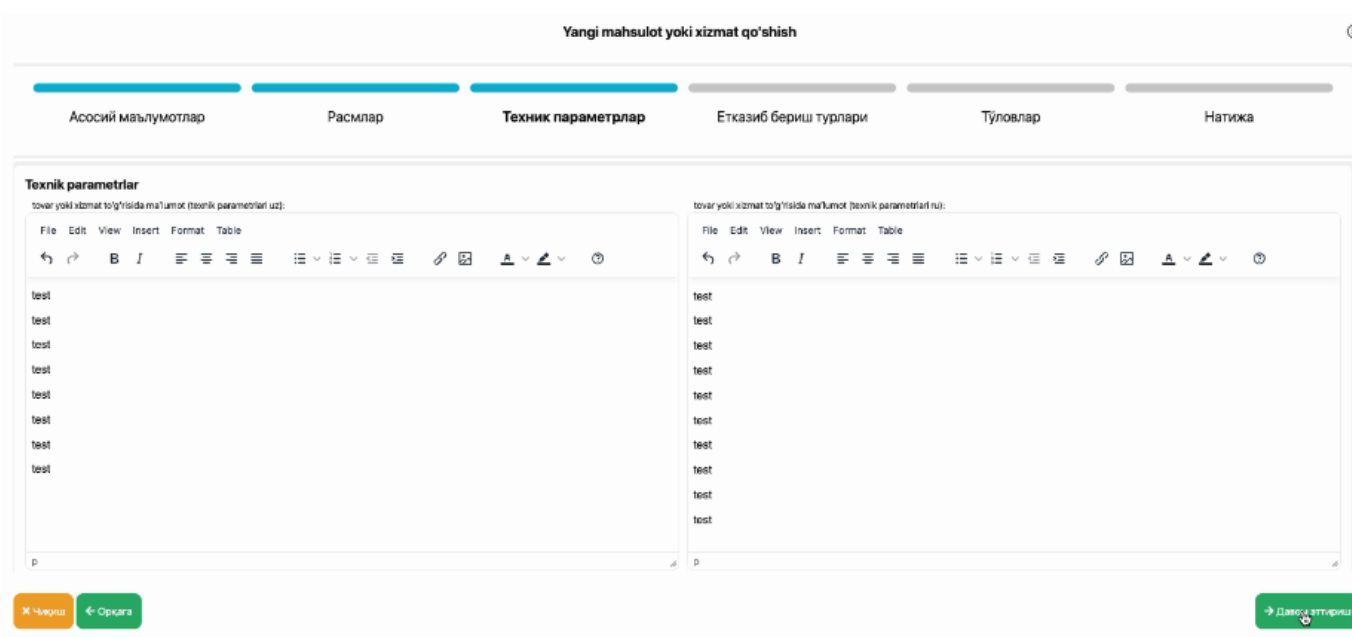 Yangi mahsulot yoki xizmat qo'shish
Асосий маълумотлар
Расмлар
Техник параметрлар
Етказиб бериш турлари
Тўловлар
Натижа
Texnik parametrlar
tovar yoki xizmat to'g'risida ma'lumot (texnik parametrlari uz):
File Edit View Insert Format Table
B I A
test
test
test
test
test
test
test
test
p
tovar yoki xizmat to'g'risida ma'lumot (texnik parametrlari ru):
File Edit View Insert Format Table
B I A
test
test
test
test
test
test
test
test
test
test
p
Чиқиш
Орқага
Давом эттириш